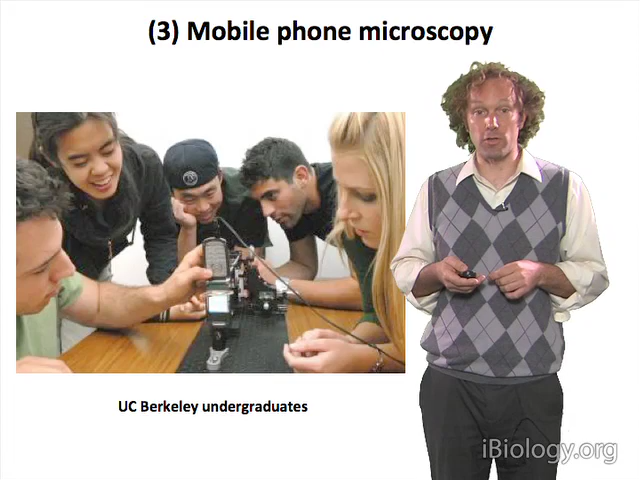 (3) Mobile phone microscopy
UC Berkeley undergraduates
iBiology.org